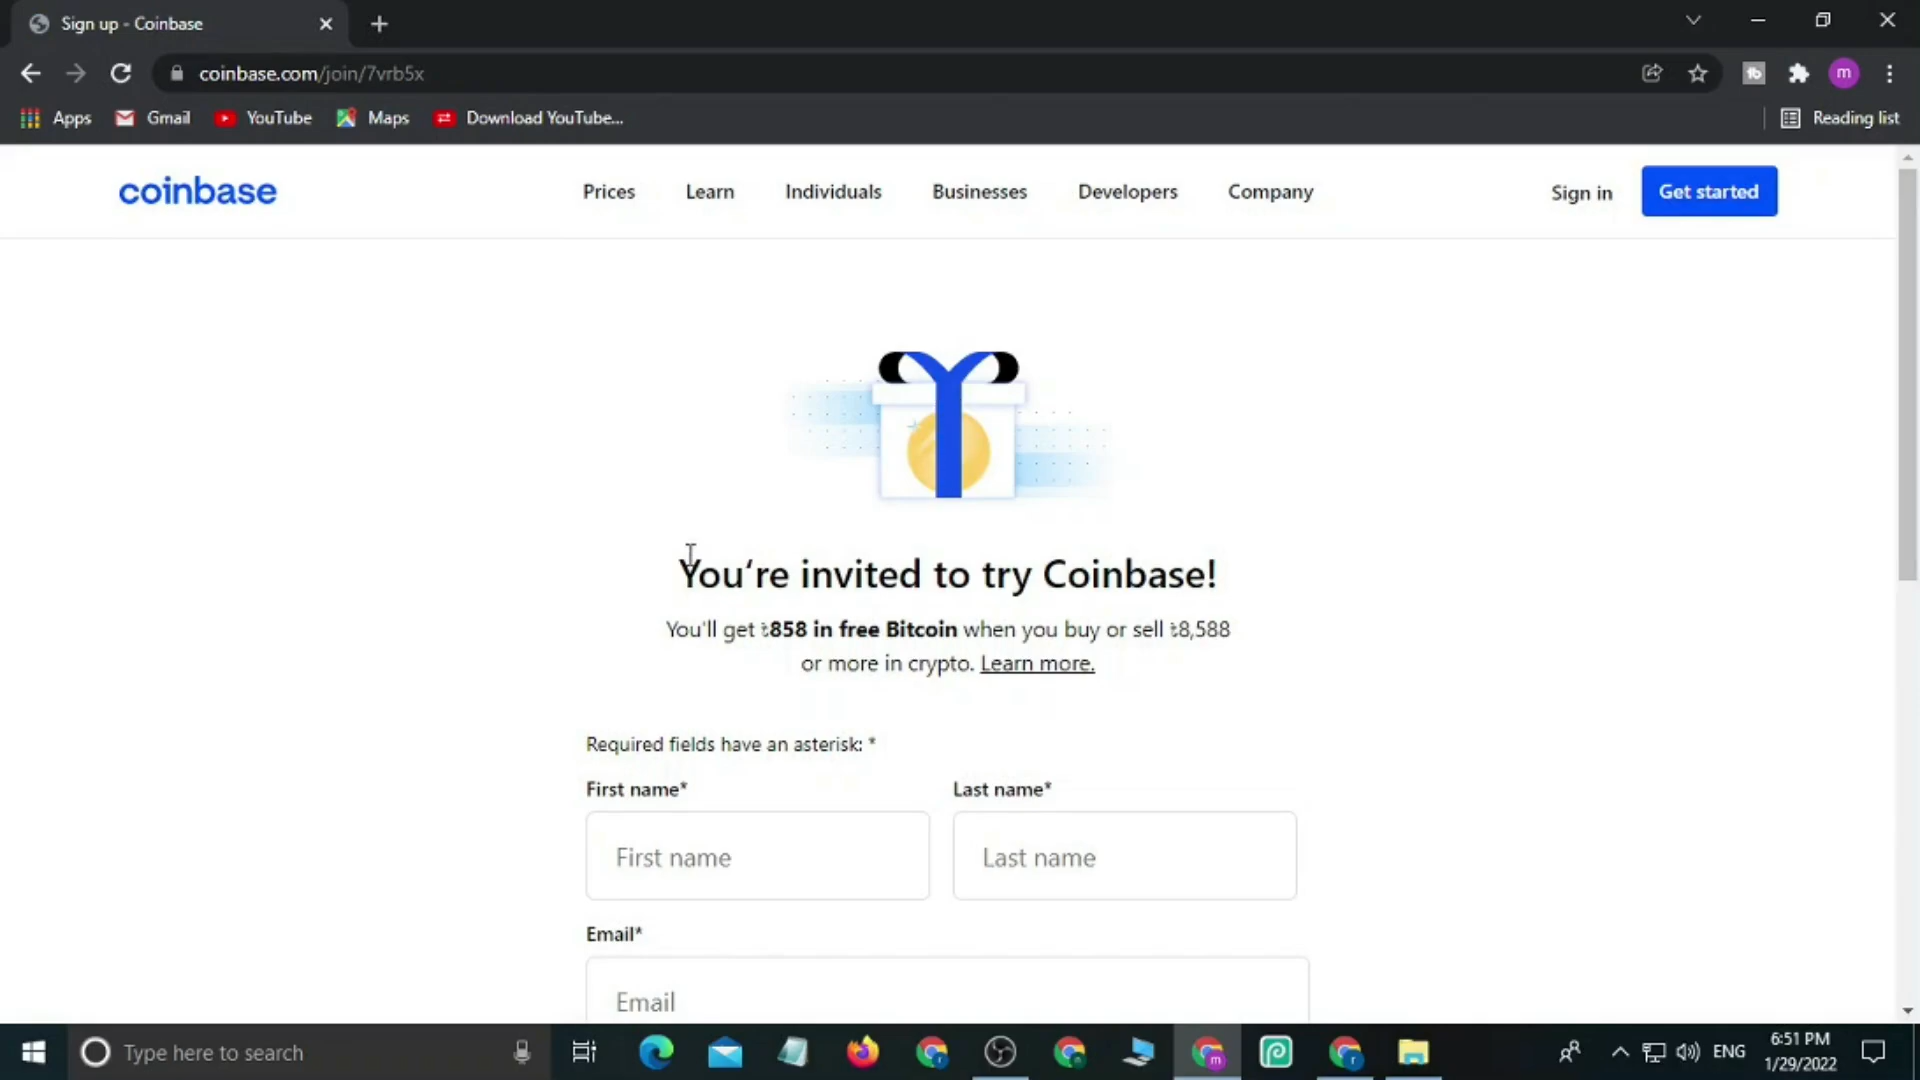 Sign up - Coinbase
coinbase.com/join/7vrb5x
Apps Gmail YouTube Maps Download YouTube... Reading list
coinbase Prices Learn Individuals Businesses Developers Company Sign in Get started
You‘re invited to try Coinbase!
You'll get ৳858 in free Bitcoin when you buy or sell ৳8,588
or more in crypto. Learn more.
Required fields have an asterisk: *
First name* Last name*
First name Last name
Email*
Email
Type here to search ENG 6:51 PM
1/29/2022